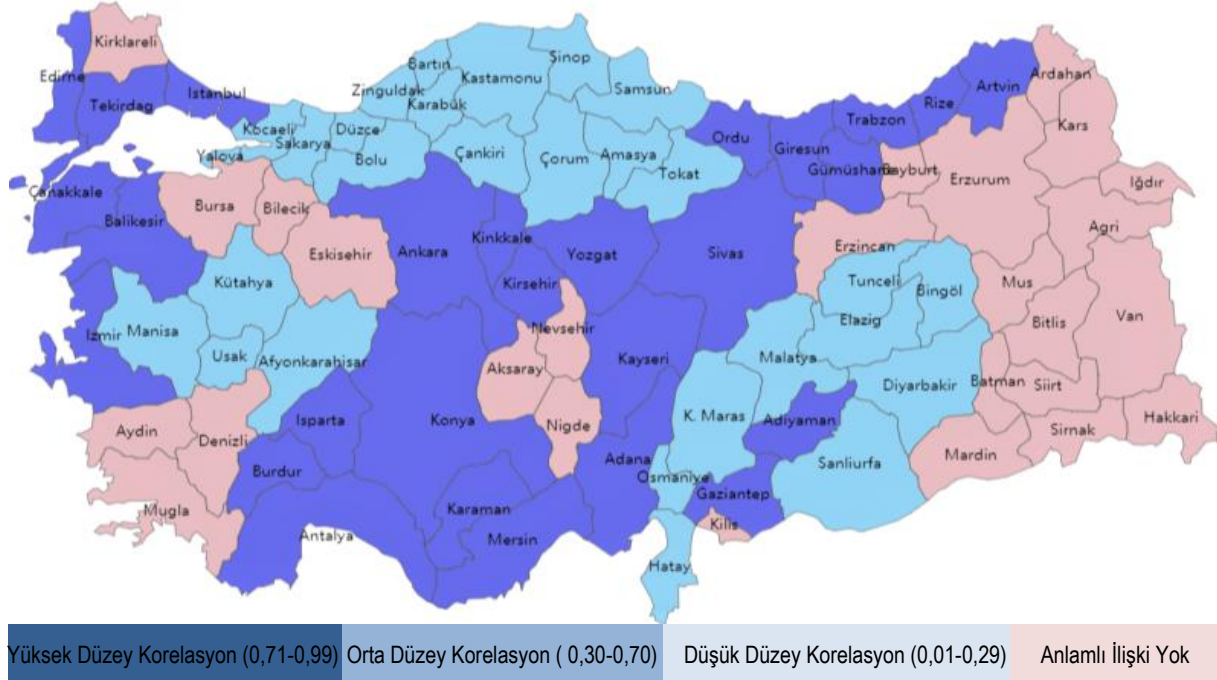 Kirklareli
Edirne
Tekirdag
Istanbul
Kocaeli
Yalova
Sakarya
Düzce
Bolu
Zinguldak
Bartın
Karabük
Kastamonu
Sinop
Samsun
Çankiri
Çorum
Amasya
Tokat
Ordu
Giresun
Gümüshane
Trabzon
Rize
Artvin
Ardahan
Kars
Bayburt
Erzurum
Iğdır
Agri
Çanakkale
Balikesir
Bursa
Bilecik
Eskisehir
Ankara
Kinkkale
Kirsehir
Yozgat
Sivas
Erzincan
Tunceli
Bingöl
Elazig
Mus
Bitlis
Van
Izmir
Manisa
Kütahya
Usak
Afyonkarahisar
Nevsehir
Aksaray
Kayseri
Malatya
Diyarbakir
Batman
Siirt
Hakkari
Sirnak
Mardin
Aydin
Denizli
Isparta
Konya
Nigde
K. Maras
Adiyaman
Sanliurfa
Mugla
Burdur
Antalya
Karaman
Mersin
Adana
Osmaniye
Gaziantep
Kilis
Hatay
Yüksek Düzey Korelasyon (0,71-0,99) Orta Düzey Korelasyon ( 0,30-0,70) Düşük Düzey Korelasyon (0,01-0,29) Anlamlı İlişki Yok